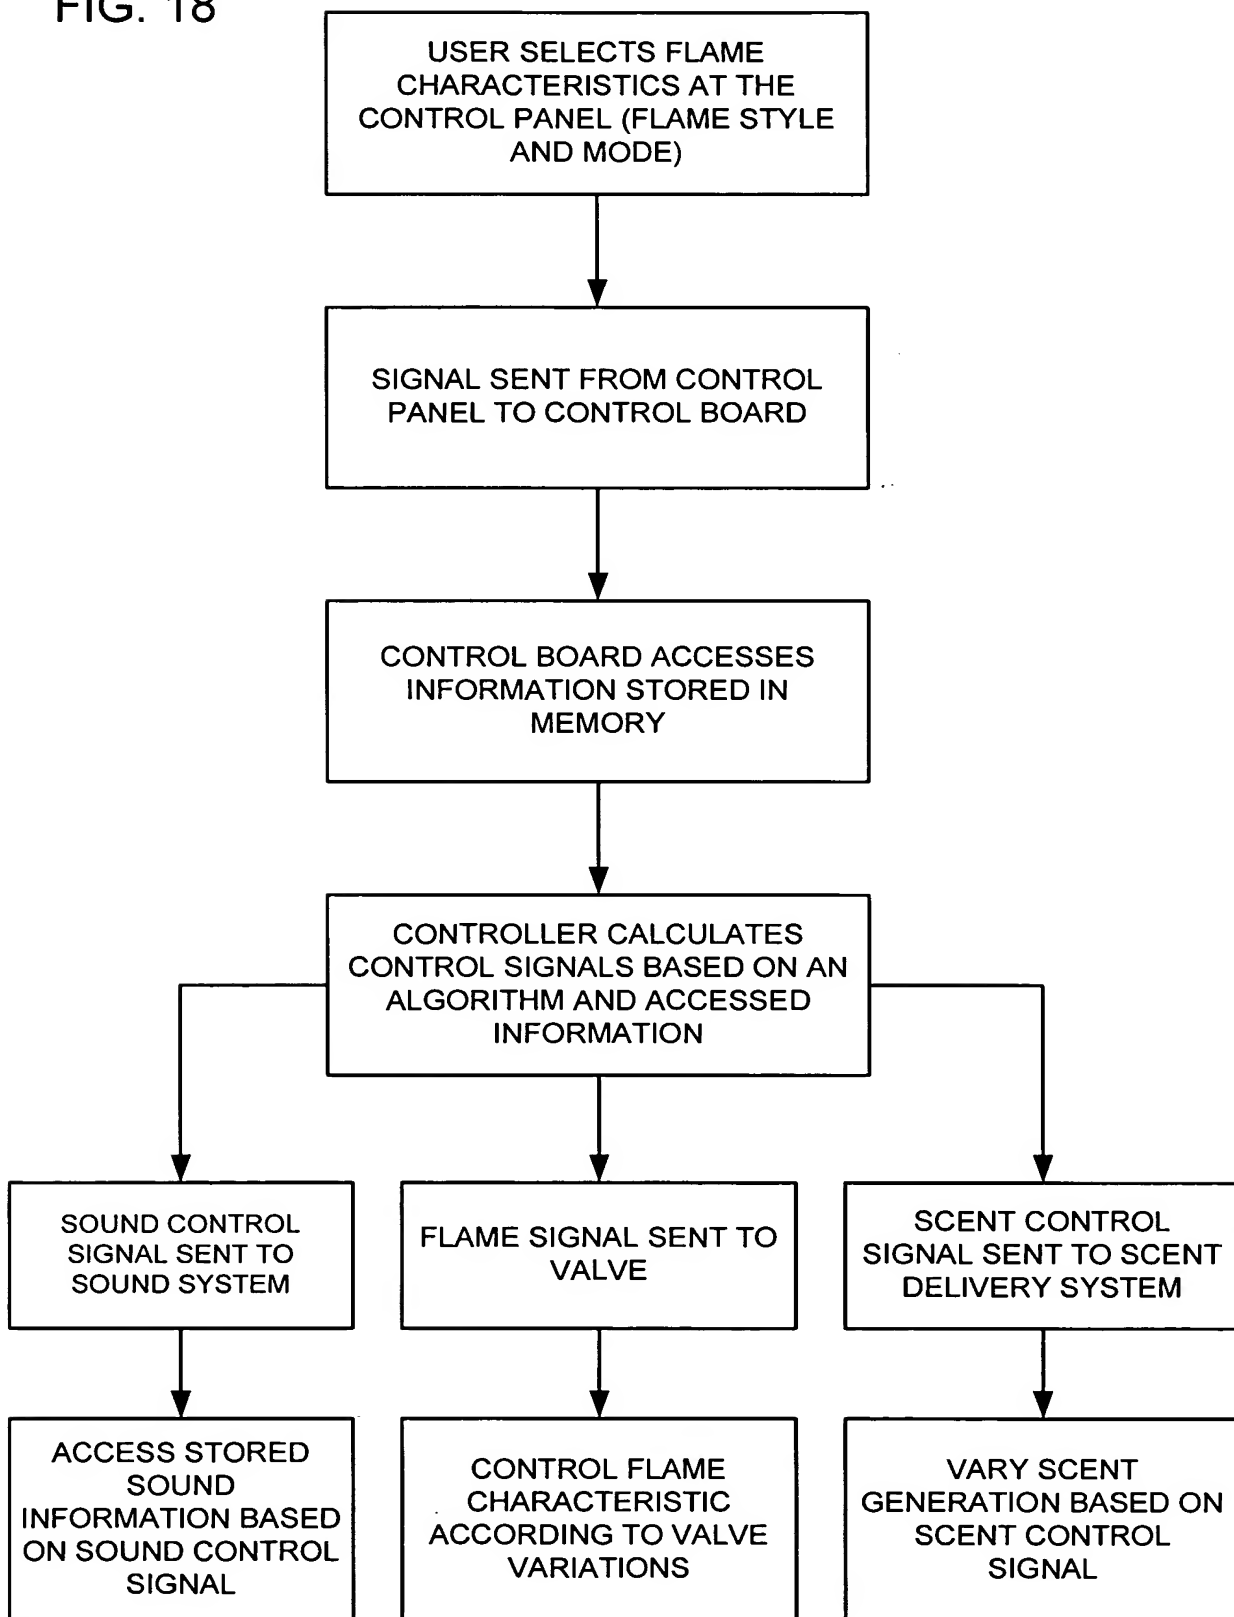 FIG. 18
USER SELECTS FLAME
CHARACTERISTICS AT THE
CONTROL PANEL (FLAME STYLE
AND MODE)
SIGNAL SENT FROM CONTROL
PANEL TO CONTROL BOARD
CONTROL BOARD ACCESSES
INFORMATION STORED IN
MEMORY
CONTROLLER CALCULATES
CONTROL SIGNALS BASED ON AN
ALGORITHM AND ACCESSED
INFORMATION
SOUND CONTROL
SIGNAL SENT TO
SOUND SYSTEM
FLAME SIGNAL SENT TO
VALVE
SCENT CONTROL
SIGNAL SENT TO SCENT
DELIVERY SYSTEM
ACCESS STORED
SOUND
INFORMATION BASED
ON SOUND CONTROL
SIGNAL
CONTROL FLAME
CHARACTERISTIC
ACCORDING TO VALVE
VARIATIONS
VARY SCENT
GENERATION BASED ON
SCENT CONTROL
SIGNAL